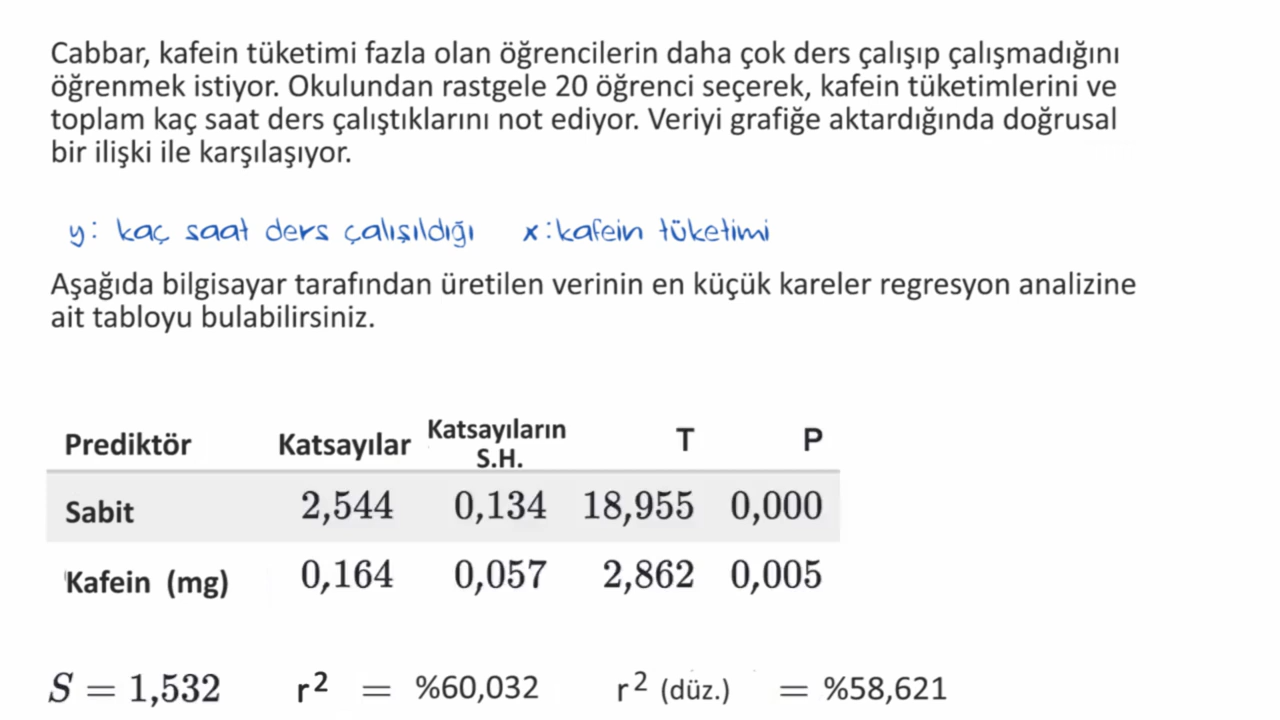 Cabbar, kafein tüketimi fazla olan öğrencilerin daha çok ders çalışıp çalışmadığını
öğrenmek istiyor. Okulundan rastgele 20 öğrenci seçerek, kafein tüketimlerini ve
toplam kaç saat ders çalıştıklarını not ediyor. Veriyi grafiğe aktardığında doğrusal
bir ilişki ile karşılaşıyor.
y: kaç saat ders çalışıldığı x: kafein tüketimi
Aşağıda bilgisayar tarafından üretilen verinin en küçük kareler regresyon analizine
ait tabloyu bulabilirsiniz.
Prediktör Katsayılar Katsayıların S.H. T P
Sabit 2,544 0,134 18,955 0,000
Kafein (mg) 0,164 0,057 2,862 0,005
S = 1,532 r² = %60,032 r² (düz.) = %58,621